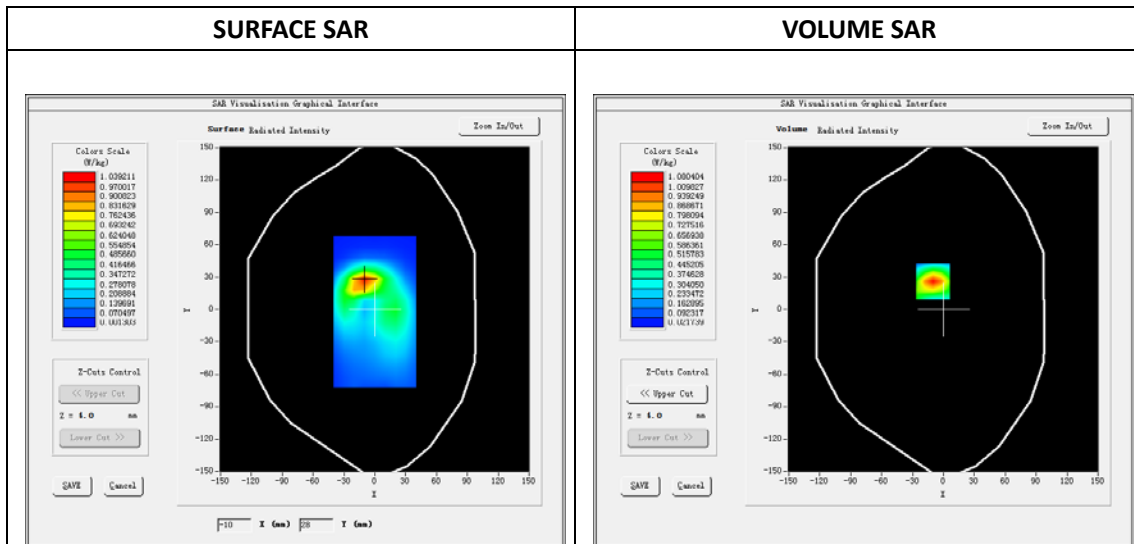 SURFACE SAR
SAR Visualisation Graphical Interface
Surface Radiated Intensity
Zoom In/Out
Colors Scale
(W/kg)
1.039211
0.970017
0.900823
0.831629
0.762436
0.693242
0.624048
0.554854
0.485660
0.416466
0.347272
0.278078
0.208884
0.139691
0.070497
0.001303
Z-Cuts Control
<< Upper Cut
Z = 4.0 mm
Lower Cut >>
SAVE Cancel
150
120
90
60
30
0
-30
-60
-90
-120
-150
Y
-150 -120 -90 -60 -30 0 30 60 90 120 150
X
-10 X (mm) 28 Y (mm)
VOLUME SAR
SAR Visualisation Graphical Interface
Volume Radiated Intensity
Zoom In/Out
Colors Scale
(W/kg)
1.080404
1.009827
0.939249
0.868671
0.798094
0.727516
0.656938
0.586361
0.515783
0.445205
0.374628
0.304050
0.233472
0.162895
0.092317
0.021739
Z-Cuts Control
<< Upper Cut
Z = 4.0 mm
Lower Cut >>
SAVE Cancel
150
120
90
60
30
0
-30
-60
-90
-120
-150
Y
-150 -120 -90 -60 -30 0 30 60 90 120 150
X